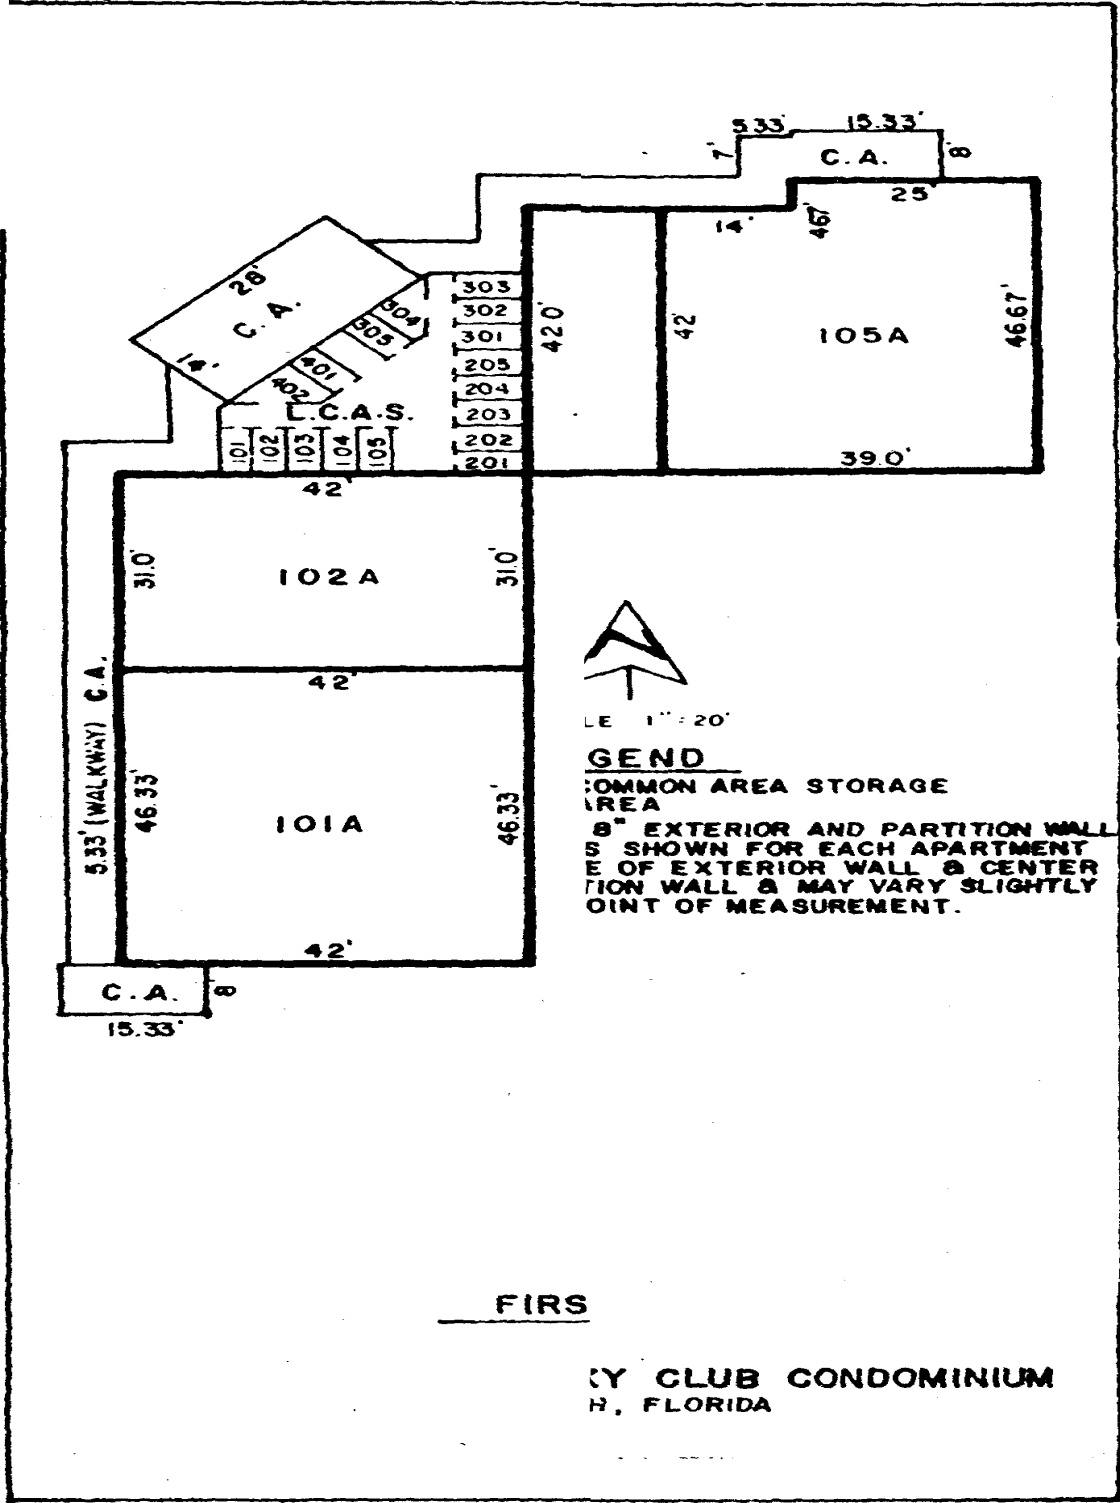 5.33' 15.33'
7' C.A. 8'
25'
14' 4.67'
28'
C.A.
14'
303
302
301
205
204
203
202
201
304
305
401
402
L.C.A.S.
101 102 103 104 105
42.0'
42'
105A
46.67'
39.0'
42'
31.0' 102A 31.0'
42'
5.33' (WALKWAY) C.A.
46.33' 101A 46.33'
42'
C.A. 8'
15.33'
LE 1"=20'
GEND
COMMON AREA STORAGE
AREA
8" EXTERIOR AND PARTITION WALL
S SHOWN FOR EACH APARTMENT
E OF EXTERIOR WALL & CENTER
TION WALL & MAY VARY SLIGHTLY
OINT OF MEASUREMENT.
FIRS
KY CLUB CONDOMINIUM
H, FLORIDA